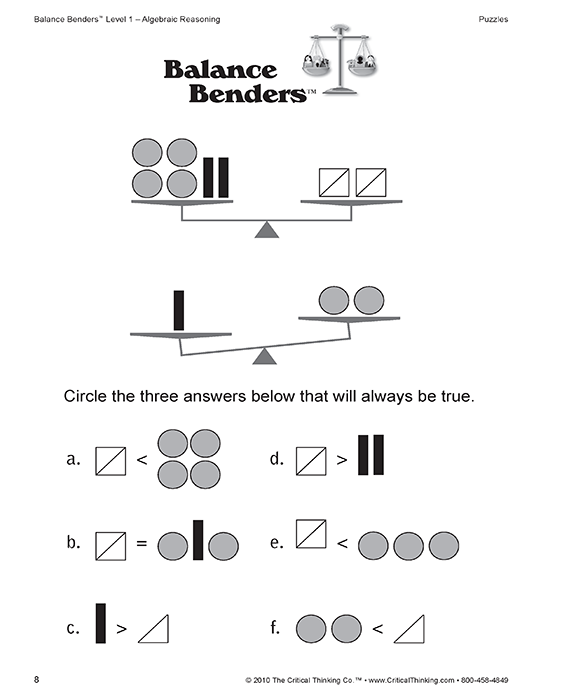 Balance Benders™ Level 1 – Algebraic Reasoning Puzzles
Balance
Benders™
Circle the three answers below that will always be true.
a. < d. >
b. = e. <
c. > f. <
8 © 2010 The Critical Thinking Co.™ • www.CriticalThinking.com • 800-458-4849